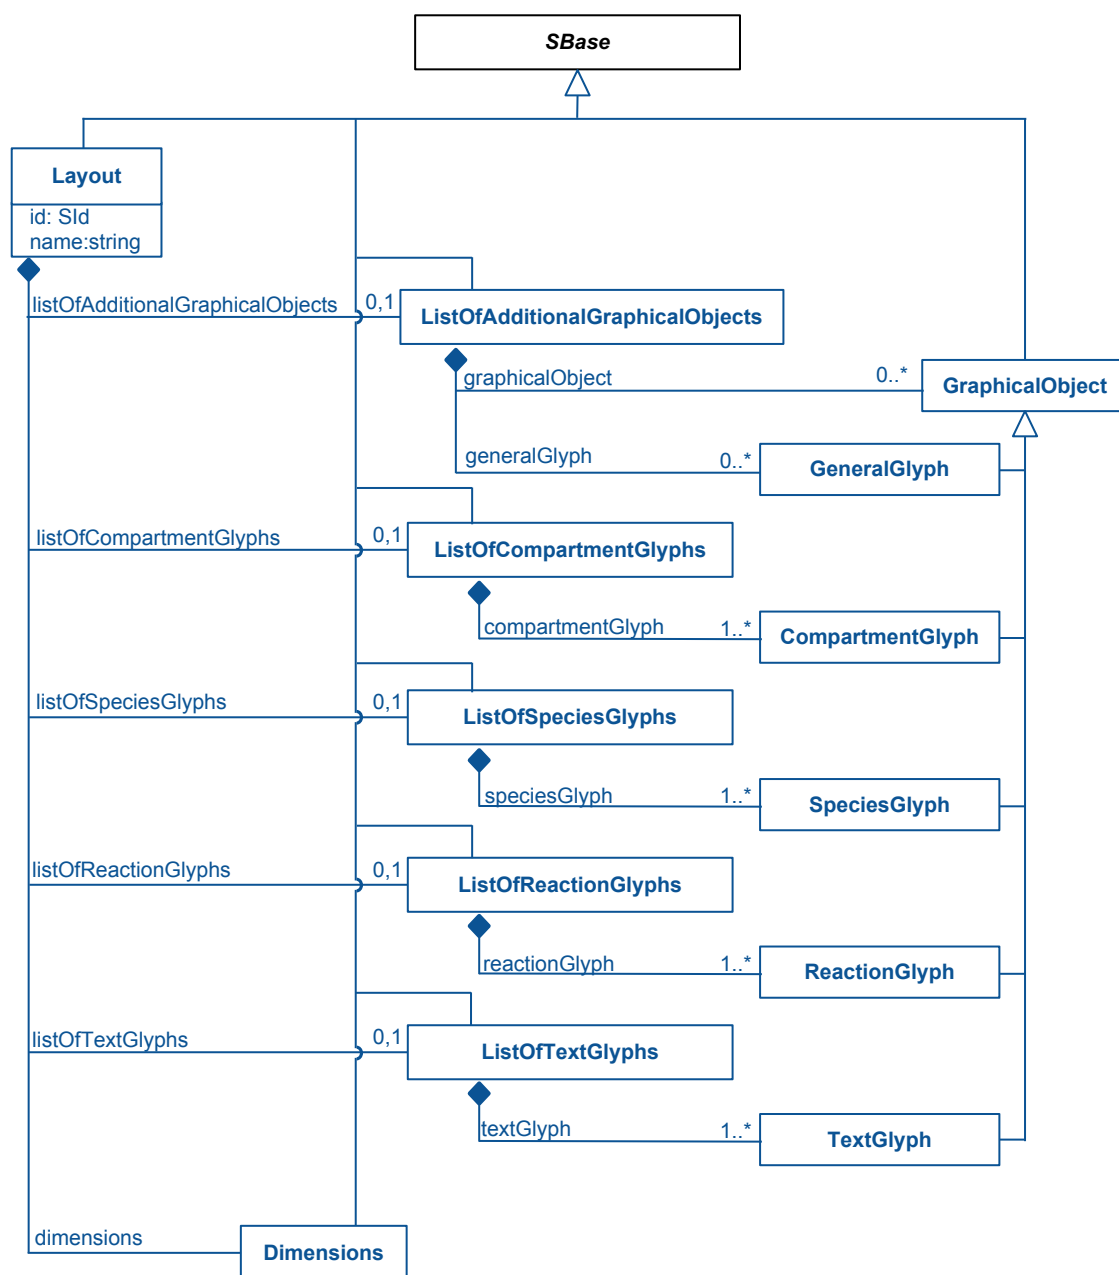 SBase
Layout
id: SId
name:string
listOfAdditionalGraphicalObjects 0,1
ListOfAdditionalGraphicalObjects
graphicalObject 0..*
GraphicalObject
generalGlyph 0..*
GeneralGlyph
listOfCompartmentGlyphs 0,1
ListOfCompartmentGlyphs
compartmentGlyph 1..*
CompartmentGlyph
listOfSpeciesGlyphs 0,1
ListOfSpeciesGlyphs
speciesGlyph 1..*
SpeciesGlyph
listOfReactionGlyphs 0,1
ListOfReactionGlyphs
reactionGlyph 1..*
ReactionGlyph
listOfTextGlyphs 0,1
ListOfTextGlyphs
textGlyph 1..*
TextGlyph
dimensions
Dimensions